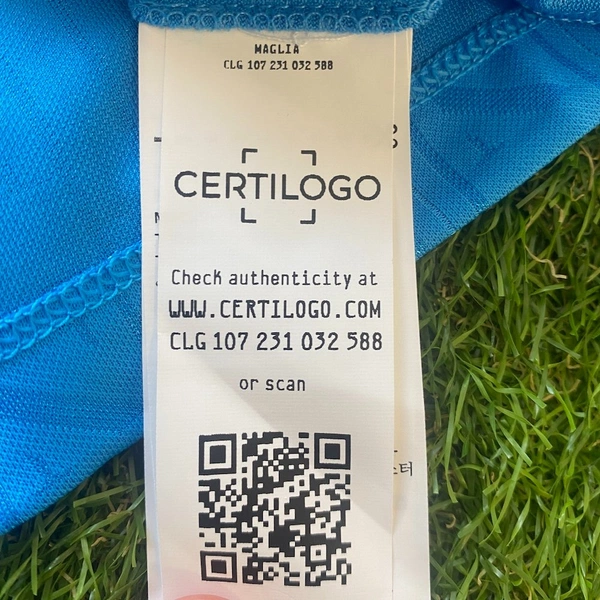 MAGLIA
CLG 107 231 032 588
CERTILOGO
Check authenticity at
WWW.CERTILOGO.COM
CLG 107 231 032 588
or scan
터